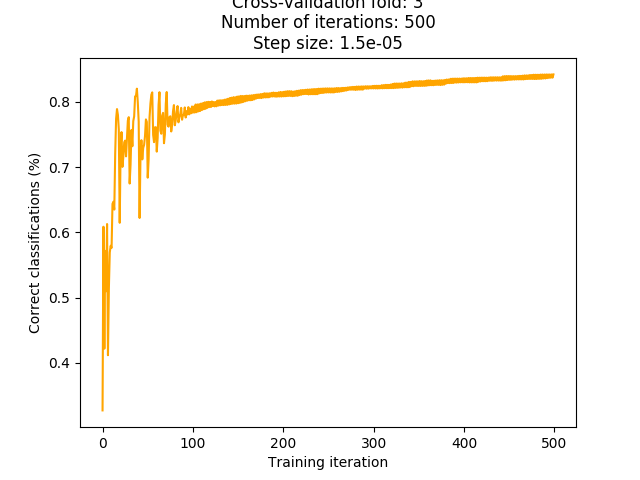 Cross-validation fold: 3
Number of iterations: 500
Step size: 1.5e-05
Correct classifications (%)
0.8
0.7
0.6
0.5
0.4
0 100 200 300 400 500
Training iteration